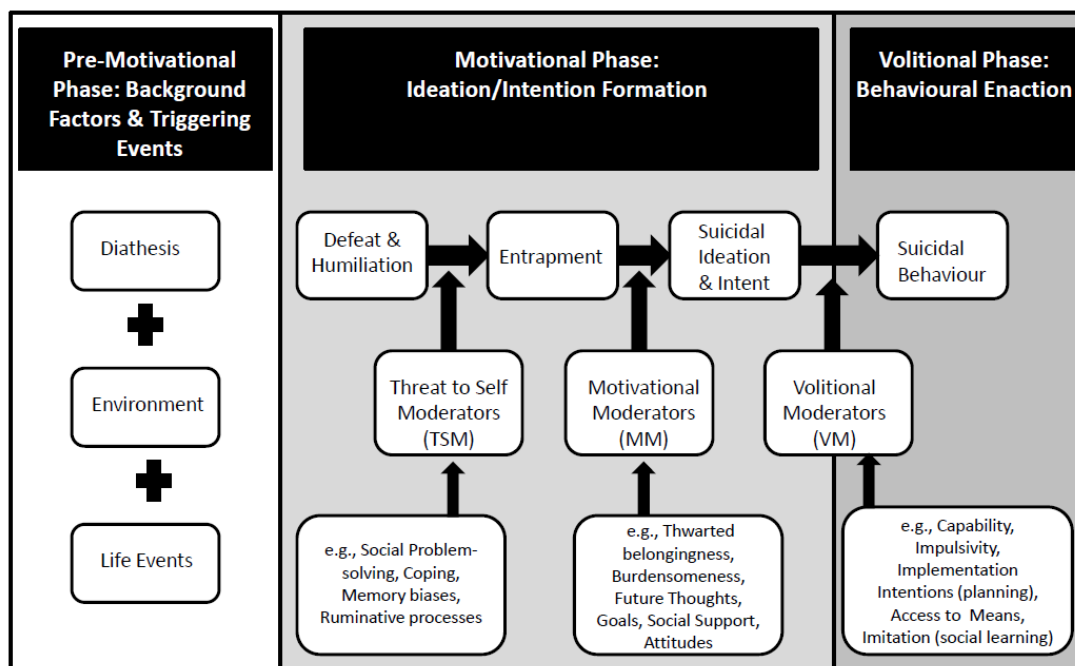 Pre-Motivational
Phase: Background
Factors & Triggering
Events
Motivational Phase:
Ideation/Intention Formation
Volitional Phase:
Behavioural Enaction
Diathesis
Environment
Life Events
Defeat &
Humiliation
Entrapment
Suicidal
Ideation
& Intent
Suicidal
Behaviour
Threat to Self
Moderators
(TSM)
Motivational
Moderators
(MM)
Volitional
Moderators
(VM)
e.g., Social Problem-
solving, Coping,
Memory biases,
Ruminative processes
e.g., Thwarted
belongingness,
Burdensomeness,
Future Thoughts,
Goals, Social Support,
Attitudes
e.g., Capability,
Impulsivity,
Implementation
Intentions (planning),
Access to Means,
Imitation (social learning)